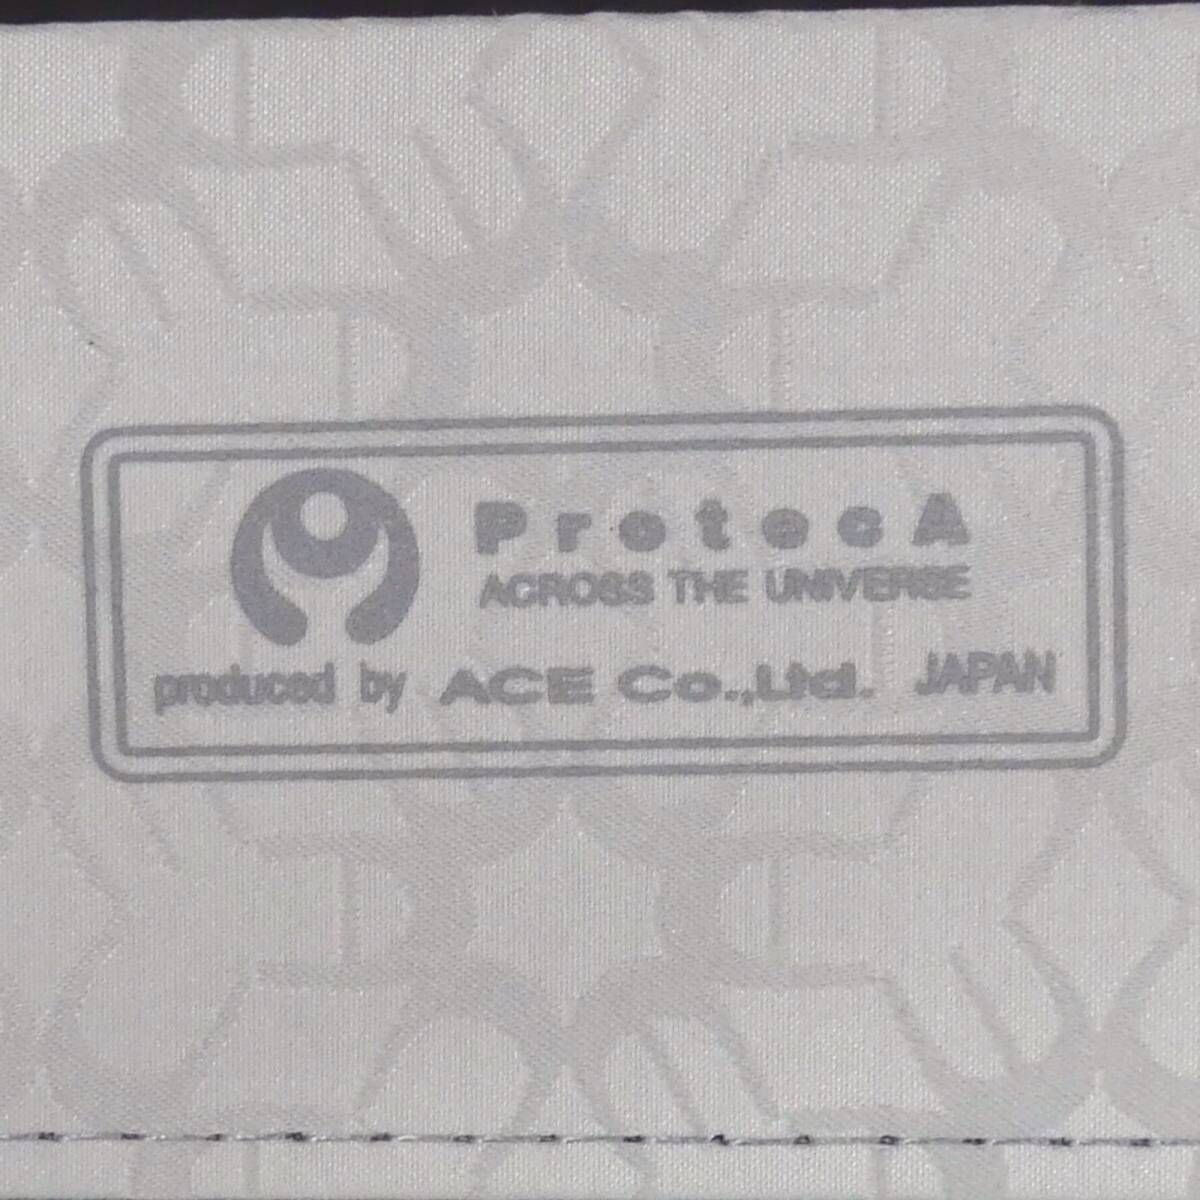 ProtecA
ACROSS THE UNIVERSE
produced by ACE Co.,Ltd. JAPAN